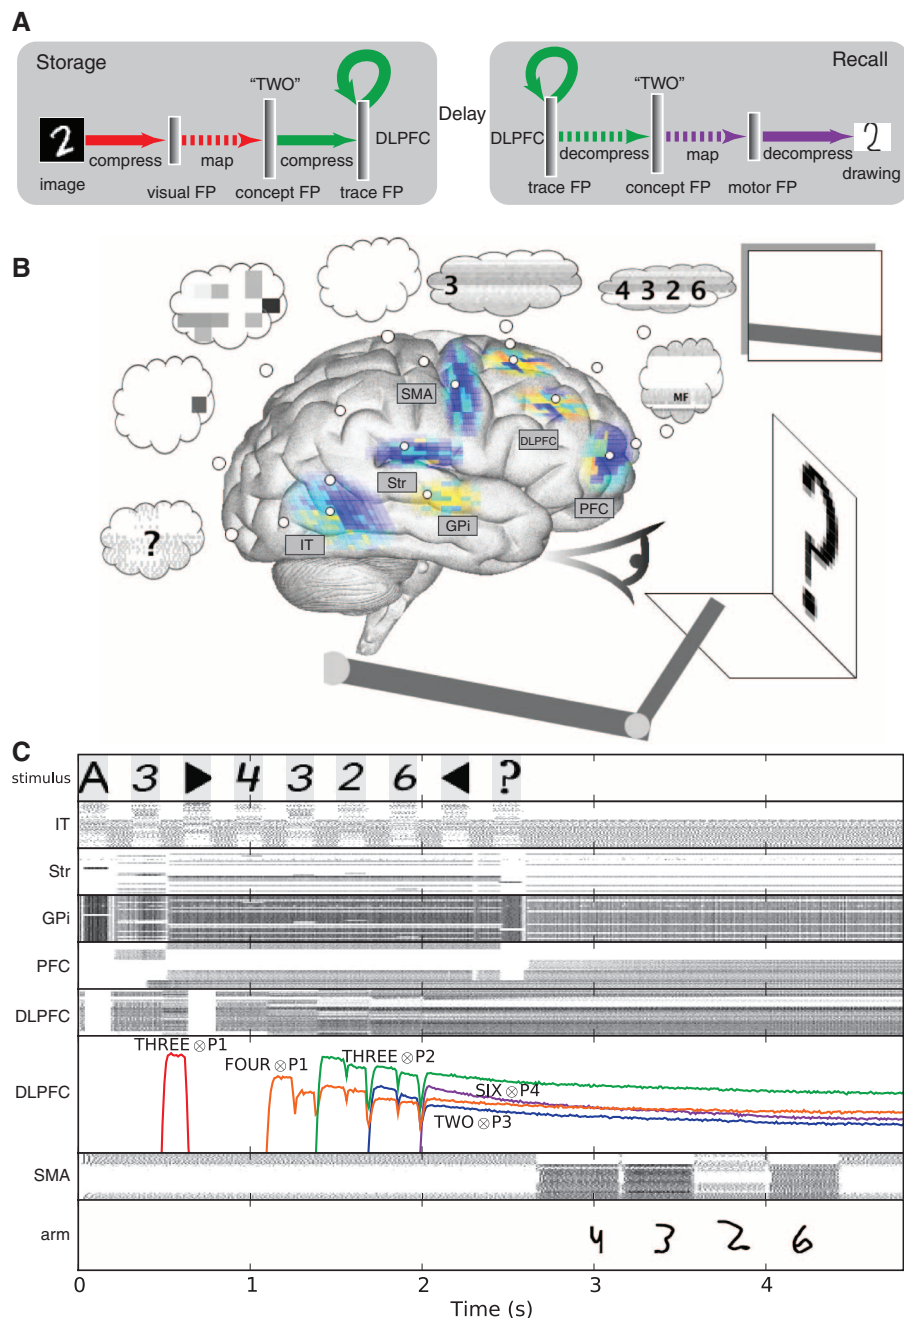 A
Storage
Recall
"TWO"
"TWO"
DLPFC
Delay
DLPFC
compress
map
compress
decompress
map
decompress
image
visual FP
concept FP
trace FP
trace FP
concept FP
motor FP
drawing
2
2
B
3
4 3 2 6
MF
SMA
DLPFC
Str
PFC
GPi
IT
?
?
C
stimulus
A 3 ▶ 4 3 2 6 ◀ ?
IT
Str
GPi
PFC
DLPFC
THREE⊗P1
FOUR⊗P1
THREE⊗P2
DLPFC
SIX⊗P4
TWO⊗P3
SMA
arm
4 3 2 6
0 1 2 3 4
Time (s)